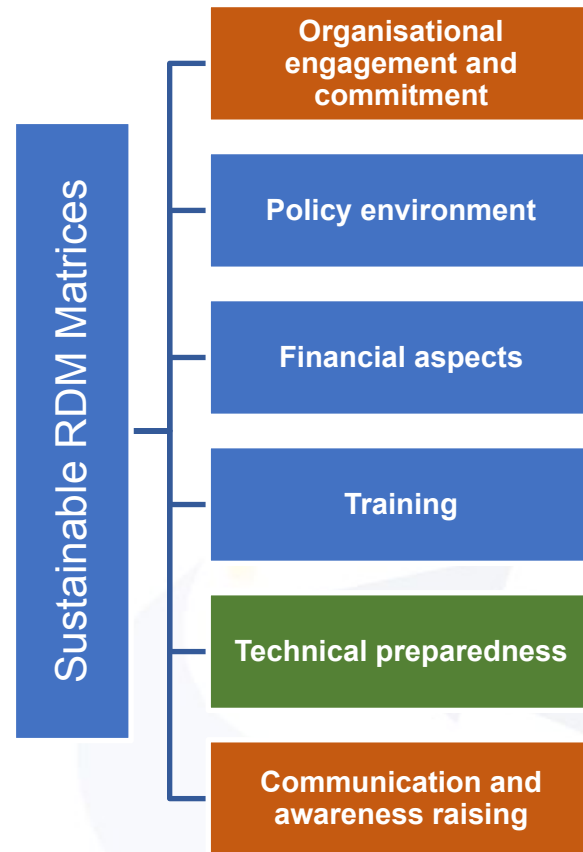 Sustainable RDM Matrices
Organisational
engagement and
commitment
Policy environment
Financial aspects
Training
Technical preparedness
Communication and
awareness raising